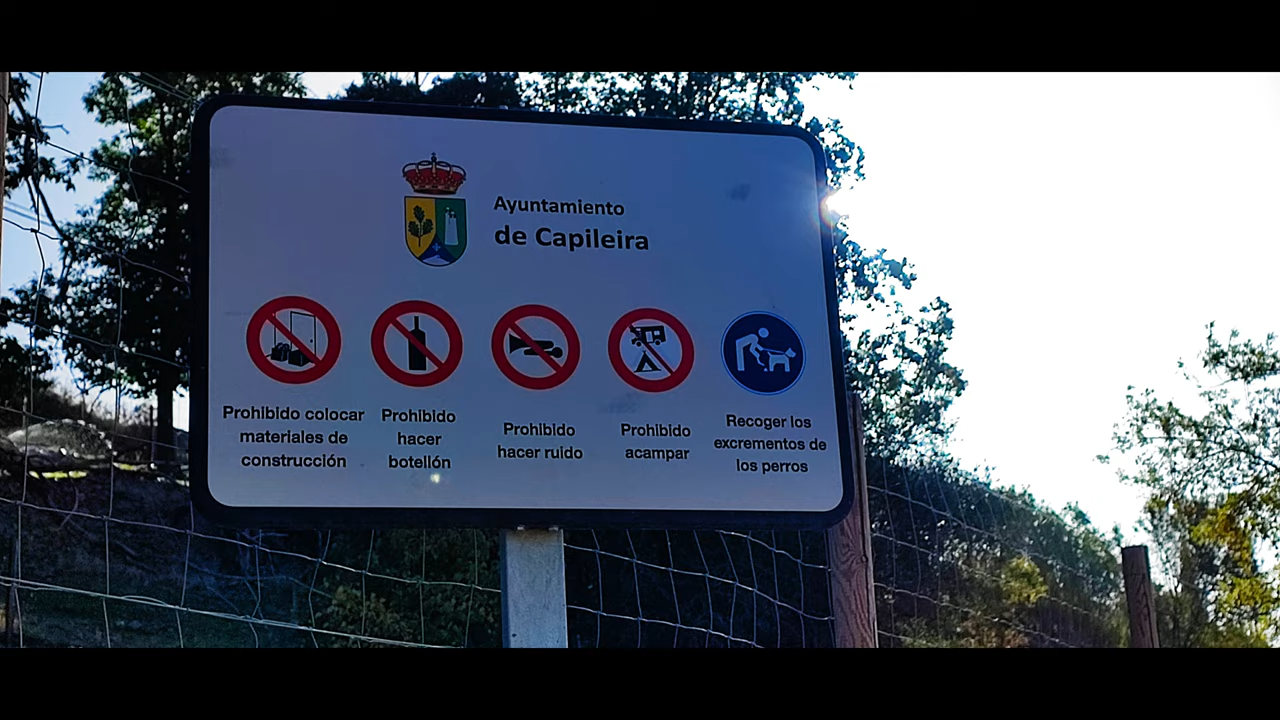 Ayuntamiento
de Capileira
Prohibido colocar
materiales de
construcción
Prohibido
hacer
botellón
Prohibido
hacer ruido
Prohibido
acampar
Recoger los
excrementos de
los perros